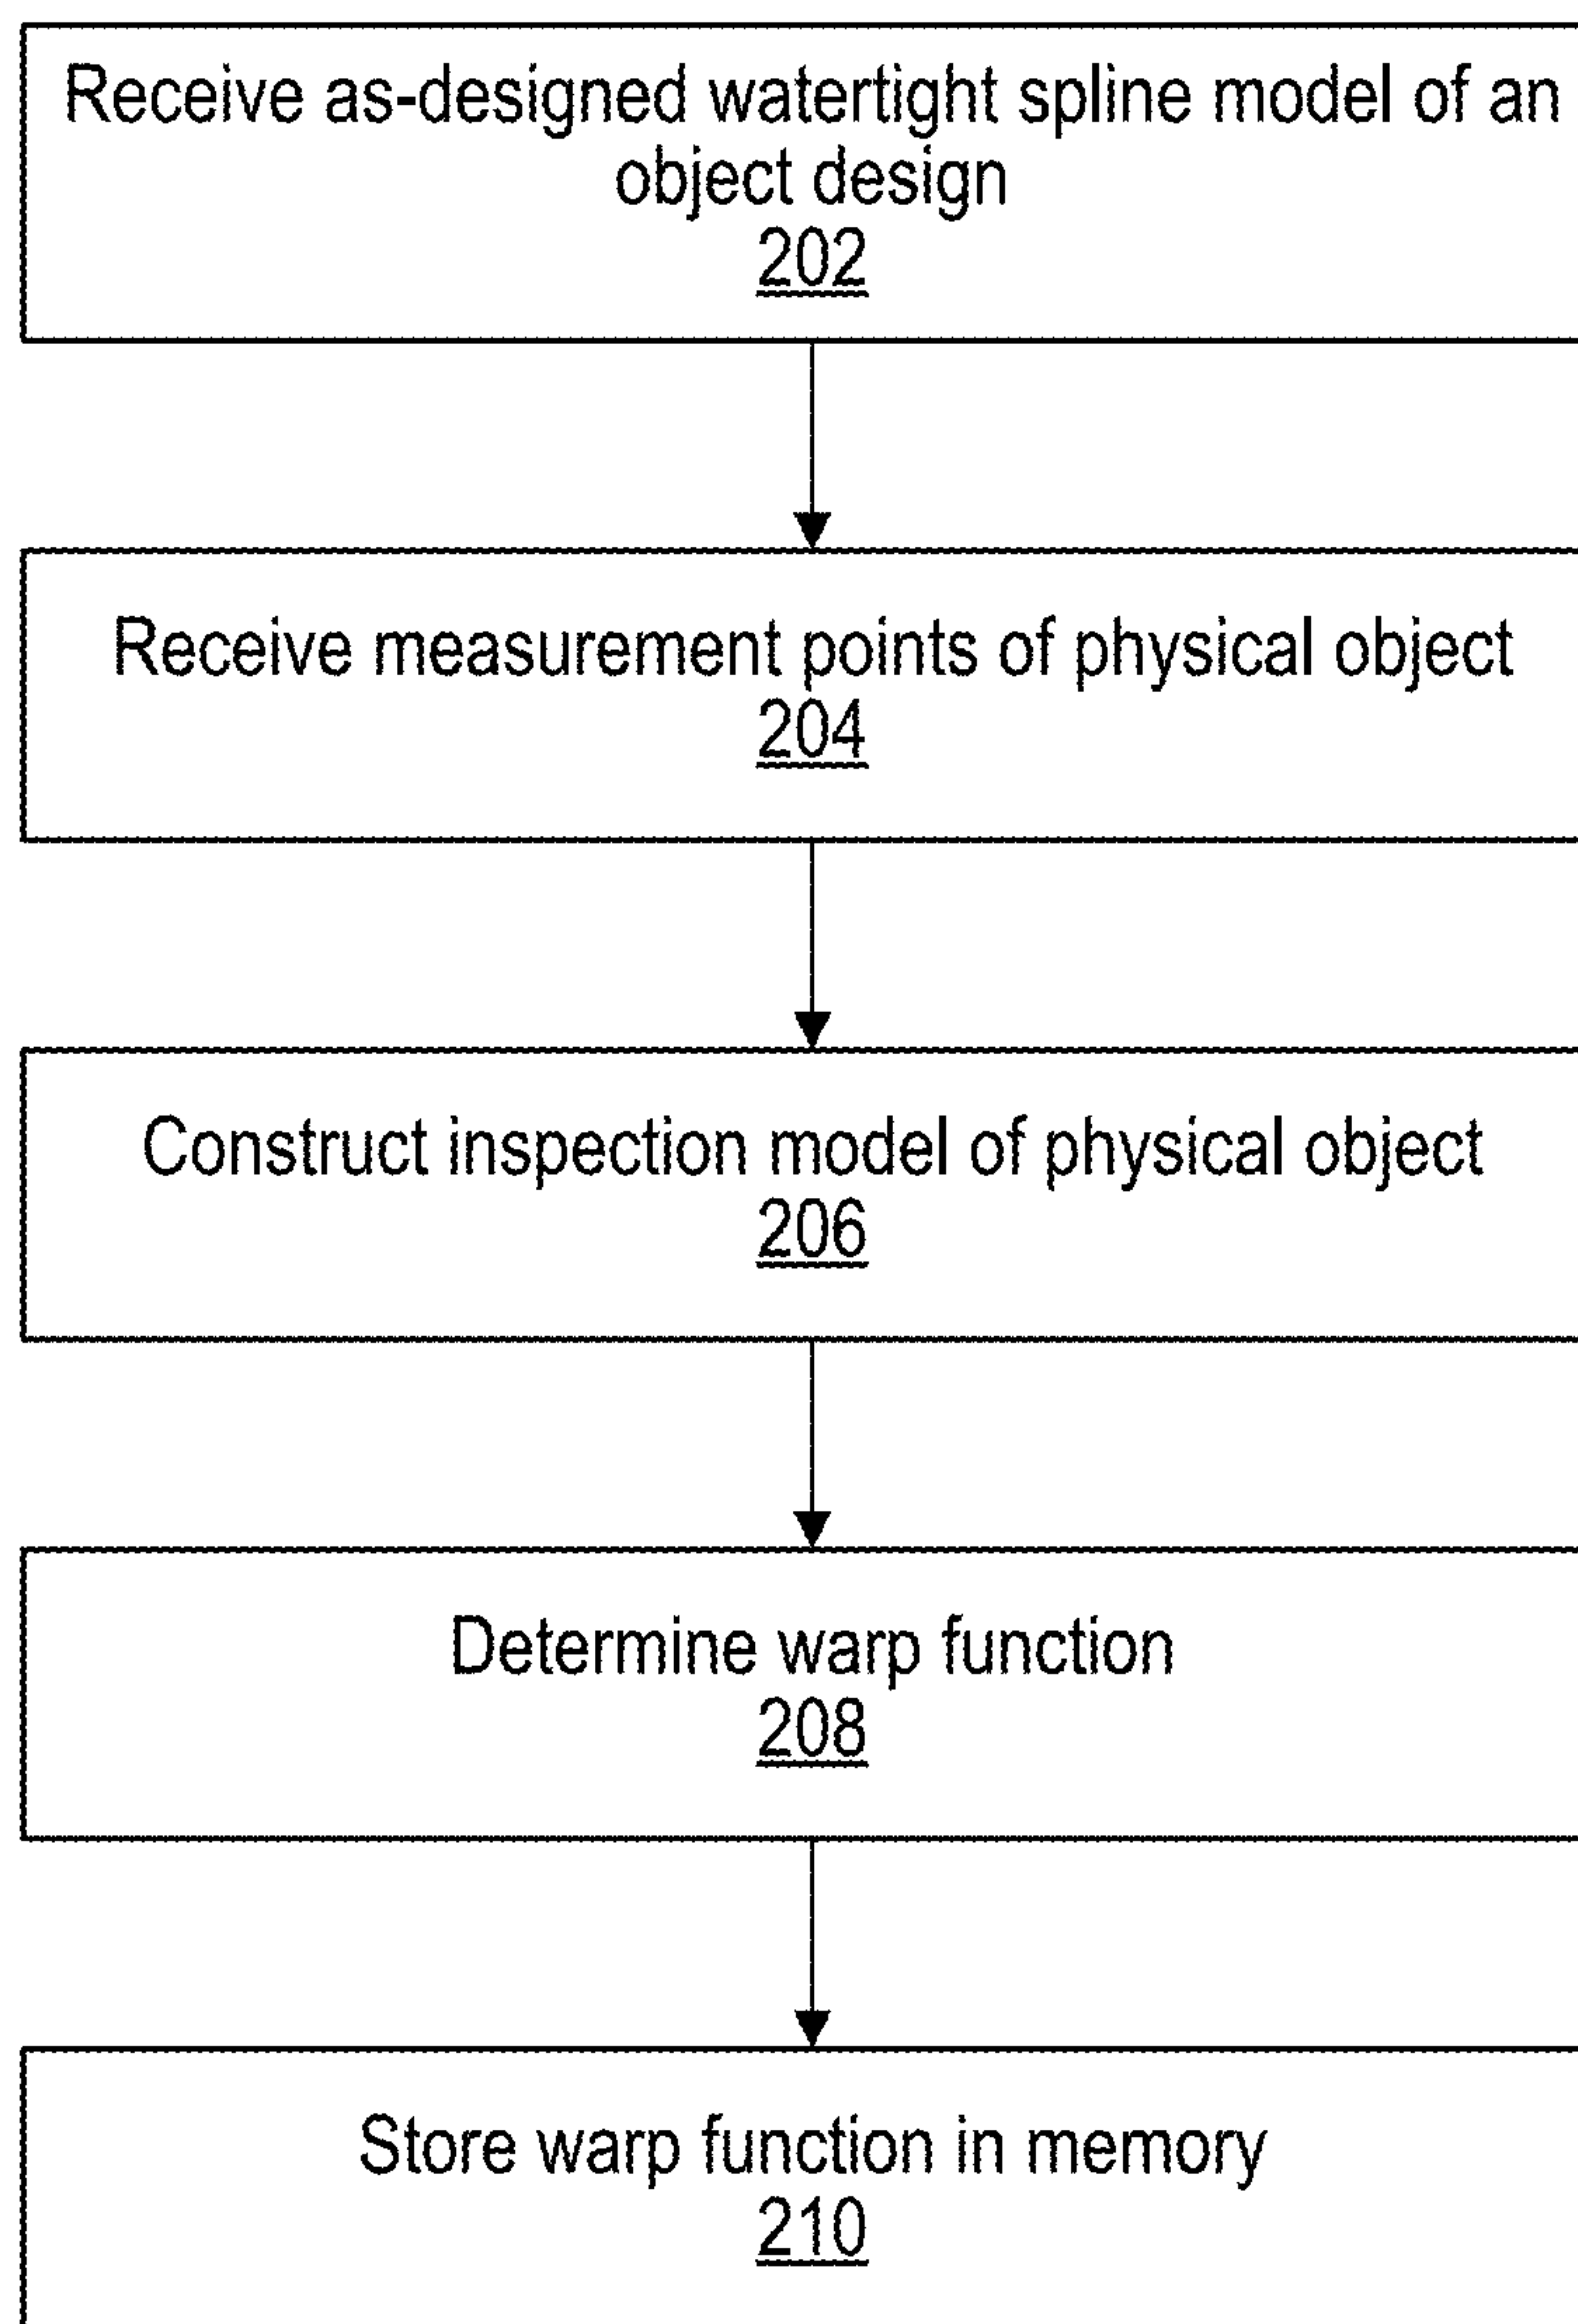 Receive as-designed watertight spline model of an
object design
202
Receive measurement points of physical object
204
Construct inspection model of physical object
206
Determine warp function
208
Store warp function in memory
210